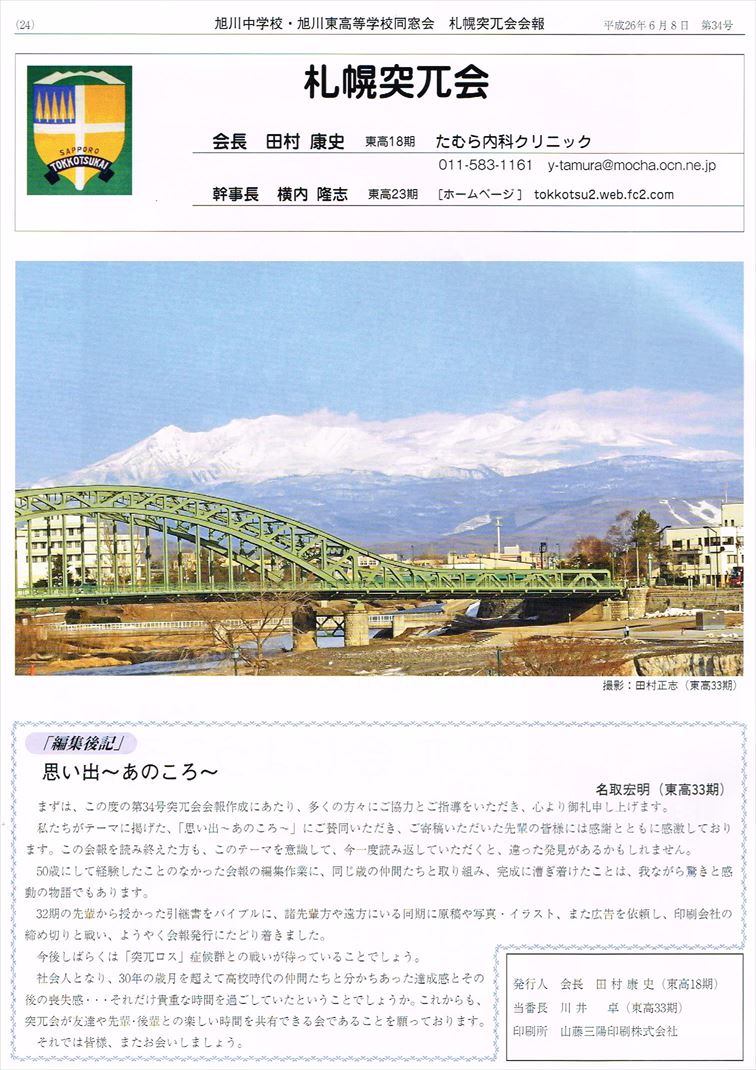 (24)
旭川中学校・旭川東高等学校同窓会　札幌突兀会会報
平成26年6月8日　第34号
札幌突兀会
SAPPORO
TOKKOTSUKAI
会長　田村 康史　東高18期　たむら内科クリニック
011-583-1161　y-tamura@mocha.ocn.ne.jp
幹事長　横内 隆志　東高23期　［ホームページ］　tokkotsu2.web.fc2.com
撮影：田村正志（東高33期）
「編集後記」
思い出～あのころ～
名取宏明（東高33期）
まずは、この度の第34号突兀会会報作成にあたり、多くの方々にご協力とご指導をいただき、心より御礼申し上げます。
私たちがテーマに掲げた、「思い出～あのころ～」にご賛同いただき、ご寄稿いただいた先輩の皆様には感謝とともに感激しており
ます。この会報を読み終えた方も、このテーマを意識して、今一度読み返していただくと、違った発見があるかもしれません。
50歳にして経験したことのなかった会報の編集作業に、同じ歳の仲間たちと取り組み、完成に漕ぎ着けたことは、我ながら驚きと感
動の物語でもあります。
32期の先輩から授かった引継書をバイブルに、諸先輩方や遠方にいる同期に原稿や写真・イラスト、また広告を依頼し、印刷会社の
締め切りと戦い、ようやく会報発行にたどり着きました。
今後しばらくは「突兀ロス」症候群との戦いが待っていることでしょう。
社会人となり、30年の歳月を超えて高校時代の仲間たちと分かちあった達成感とその
後の喪失感・・・それだけ貴重な時間を過ごしていたということでしょうか。これからも、
突兀会が友達や先輩・後輩との楽しい時間を共有できる会であることを願っております。
それでは皆様、またお会いしましょう。
発行人　会長　田村康史（東高18期）
当番長　川井　卓（東高33期）
印刷所　山藤三陽印刷株式会社